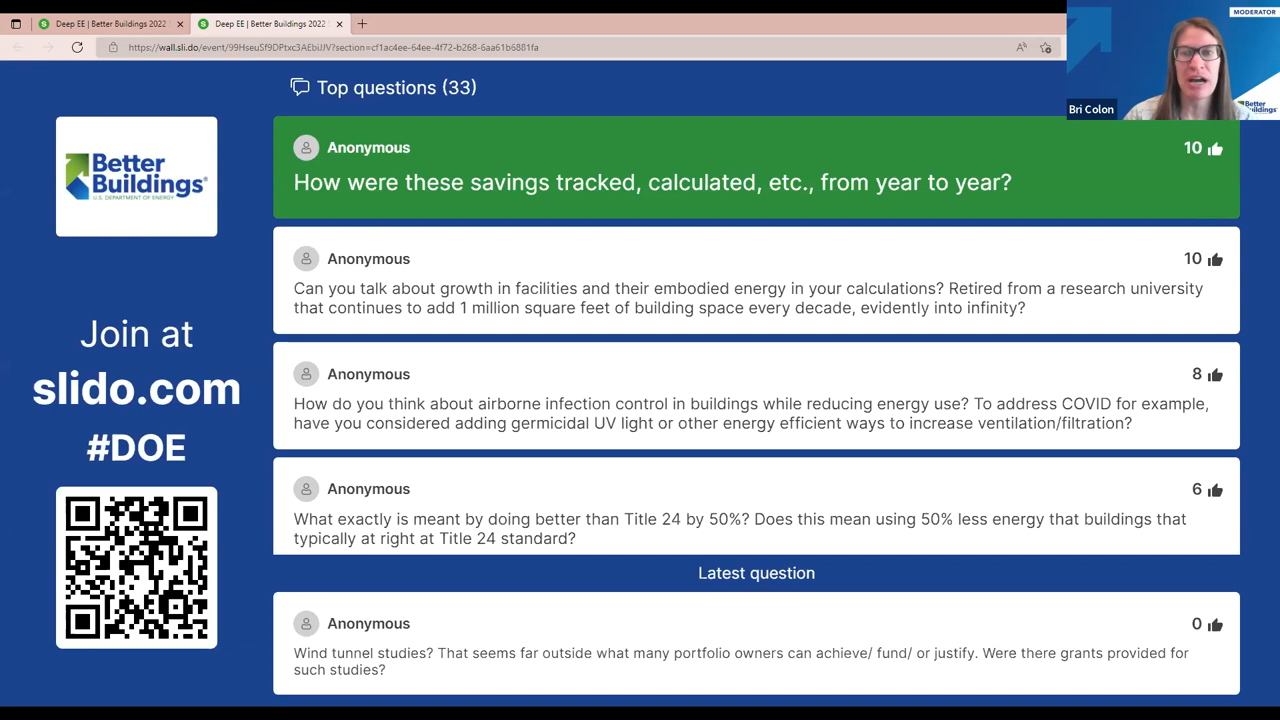 Deep EE | Better Buildings 2022
Deep EE | Better Buildings 2022
https://wall.sli.do/event/99HseuSf9DPtxc3AEbiJJV?section=cf1ac4ee-64ee-4f72-b268-6aa61b6881fa
MODERATOR
Bri Colon
Better
Buildings
Top questions (33)
Better
Buildings
U.S. DEPARTMENT OF ENERGY
Join at
slido.com
#DOE
Anonymous
10
How were these savings tracked, calculated, etc., from year to year?
Anonymous
10
Can you talk about growth in facilities and their embodied energy in your calculations? Retired from a research university
that continues to add 1 million square feet of building space every decade, evidently into infinity?
Anonymous
8
How do you think about airborne infection control in buildings while reducing energy use? To address COVID for example,
have you considered adding germicidal UV light or other energy efficient ways to increase ventilation/filtration?
Anonymous
6
What exactly is meant by doing better than Title 24 by 50%? Does this mean using 50% less energy that buildings that
typically at right at Title 24 standard?
Latest question
Anonymous
0
Wind tunnel studies? That seems far outside what many portfolio owners can achieve/ fund/ or justify. Were there grants provided for
such studies?